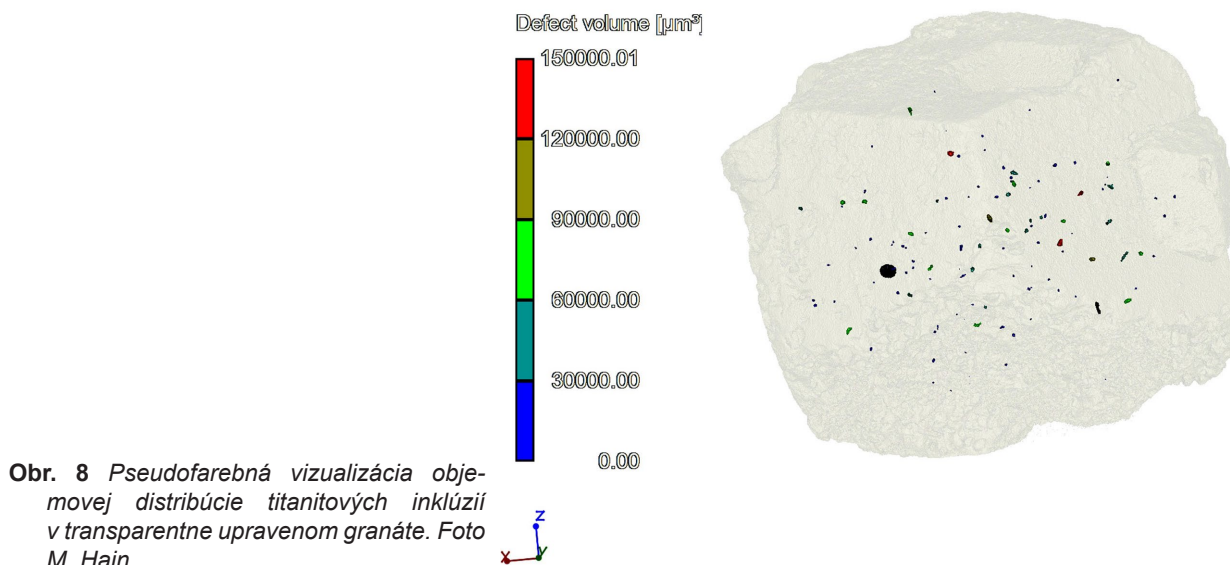 Defect volume [µm³]
150000.01
120000.00
90000.00
60000.00
30000.00
0.00
Obr. 8 Pseudofarebná vizualizácia obje-
movej distribúcie titanitových inklúzií
v transparentne upravenom granáte. Foto
M. Hain
z
x
y